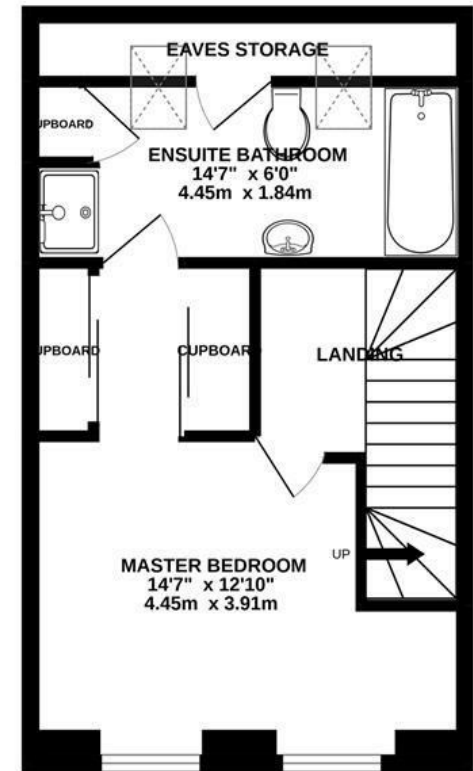 EAVES STORAGE
UPBOARD
ENSUITE BATHROOM
14'7" x 6'0"
4.45m x 1.84m
UPBOARD
CUPBOARD
LANDING
UP
MASTER BEDROOM
14'7" x 12'10"
4.45m x 3.91m